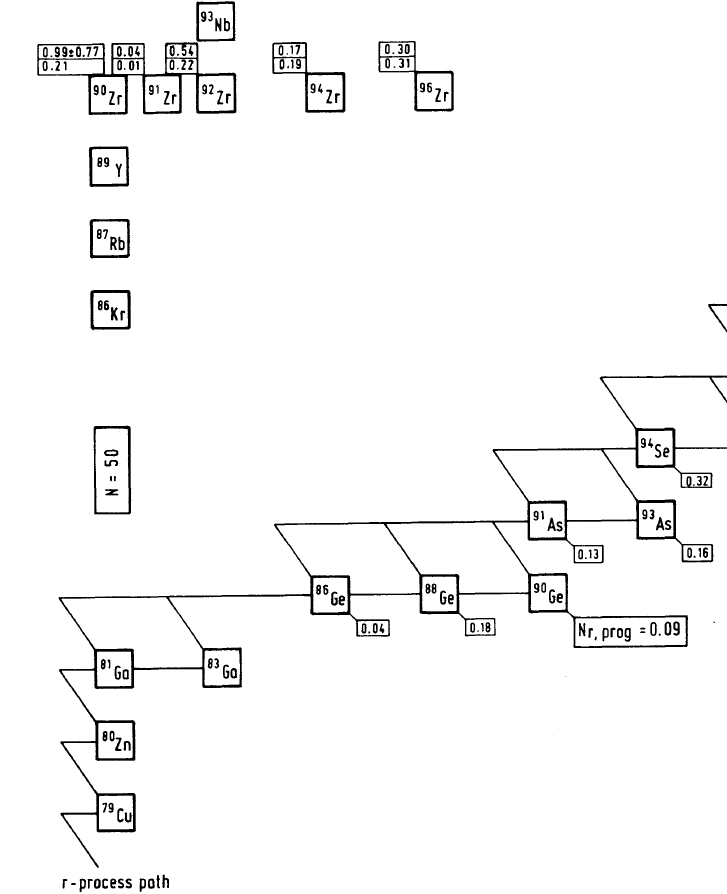 ⁹³Nb
0.99±0.77 0.04 0.54 0.17 0.30
0.21 0.01 0.22 0.19 0.31
⁹⁰Zr ⁹¹Zr ⁹²Zr ⁹⁴Zr ⁹⁶Zr
⁸⁹Y
⁸⁷Rb
⁸⁶Kr
N = 50
⁹⁴Se
0.32
⁹¹As ⁹³As
0.13 0.16
⁸⁶Ge ⁸⁸Ge ⁹⁰Ge
0.04 0.18 Nr, prog = 0.09
⁸¹Ga ⁸³Ga
⁸⁰Zn
⁷⁹Cu
r-process path